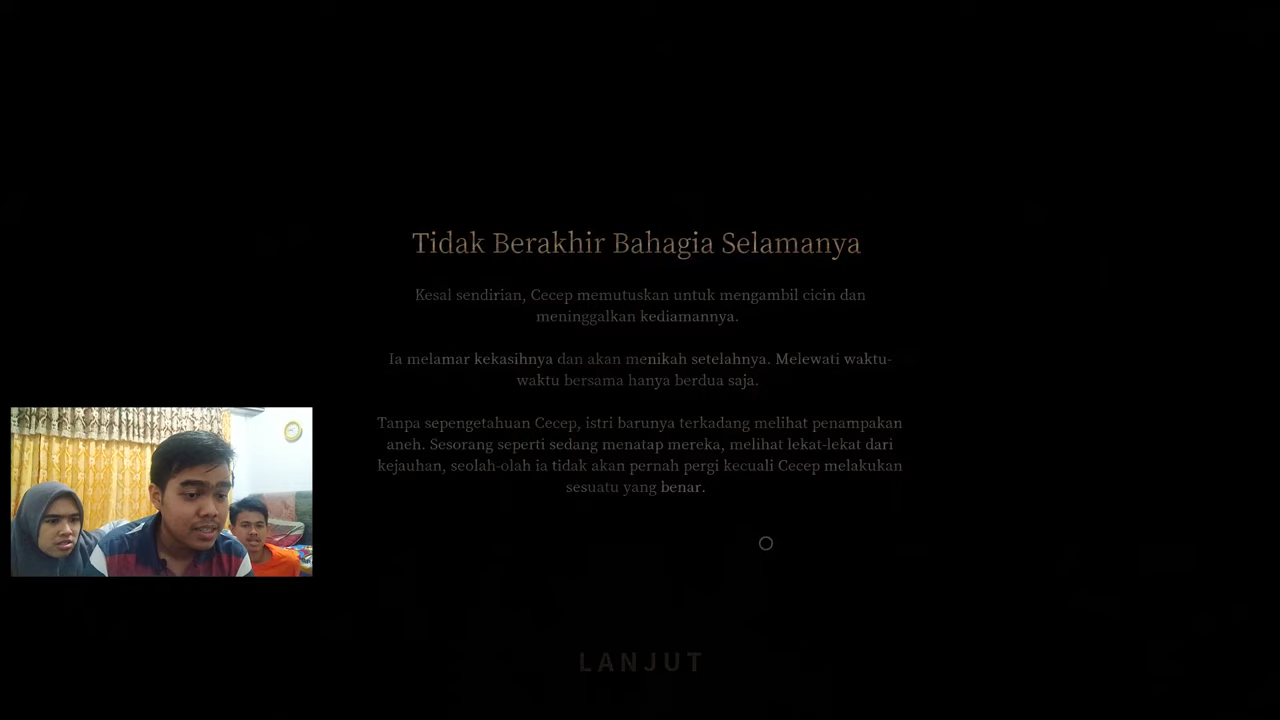 Tidak Berakhir Bahagia Selamanya
Kesal sendirian, Cecep memutuskan untuk mengambil cicin dan
meninggalkan kediamannya.
Ia melamar kekasihnya dan akan menikah setelahnya. Melewati waktu-
waktu bersama hanya berdua saja.
Tanpa sepengetahuan Cecep, istri barunya terkadang melihat penampakan
aneh. Sesorang seperti sedang menatap mereka, melihat lekat-lekat dari
kejauhan, seolah-olah ia tidak akan pernah pergi kecuali Cecep melakukan
sesuatu yang benar.
LANJUT